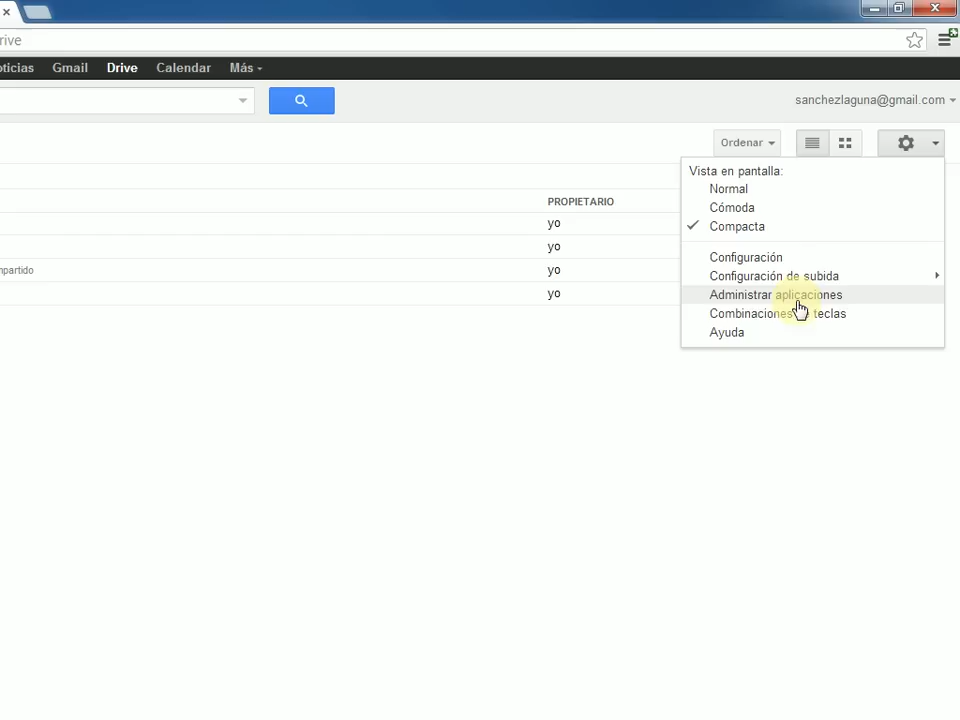 rive
oticias Gmail Drive Calendar Más
sanchezlaguna@gmail.com
Ordenar
Vista en pantalla:
PROPIETARIO
Normal
Cómoda
yo
Compacta
yo
Configuración
mpartido
yo
Configuración de subida
yo
Administrar aplicaciones
Combinaciones de teclas
Ayuda